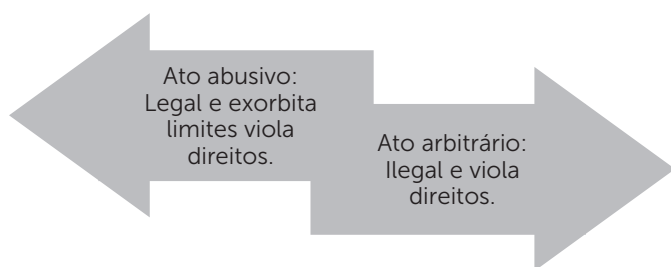 Ato abusivo:
Legal e exorbita
limites viola
direitos.
Ato arbitrário:
Ilegal e viola
direitos.